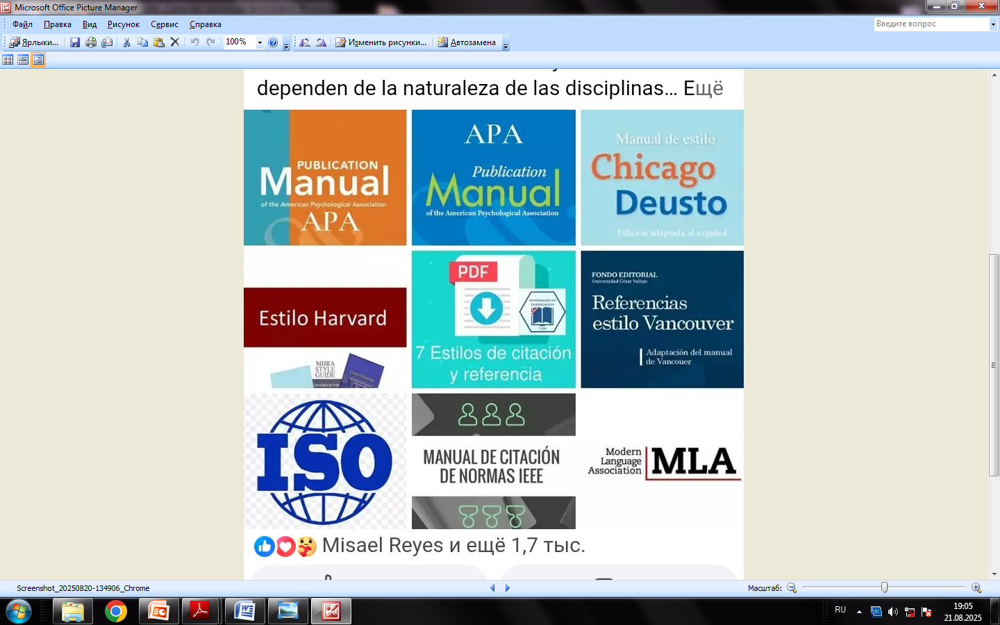 Microsoft Office Picture Manager
Файл Правка Вид Рисунок Сервис Справка
Введите вопрос
Ярлыки... 100% Изменить рисунки... Автозамена
dependen de la naturaleza de las disciplinas... Ещё
PUBLICATION
Manual
of the American Psychological Association
APA
APA
Publication
Manual
of the American Psychological Association
Manual de estilo
Chicago
Deusto
Edición adaptada al español
Estilo Harvard
MHRA
STYLE
GUIDE
PDF
METODOLOGÍA DE
INVESTIGACIÓN
TESIS
7 Estilos de citación
y referencia
FONDO EDITORIAL
Universidad César Vallejo
Referencias
estilo Vancouver
Adaptación del manual
de Vancouer
ISO
MANUAL DE CITACIÓN
DE NORMAS IEEE
Modern
Language
Association
MLA
Misael Reyes и ещё 1,7 тыс.
Screenshot_20250820-134906_Chrome
Масштаб:
RU
19:05
21.08.2025